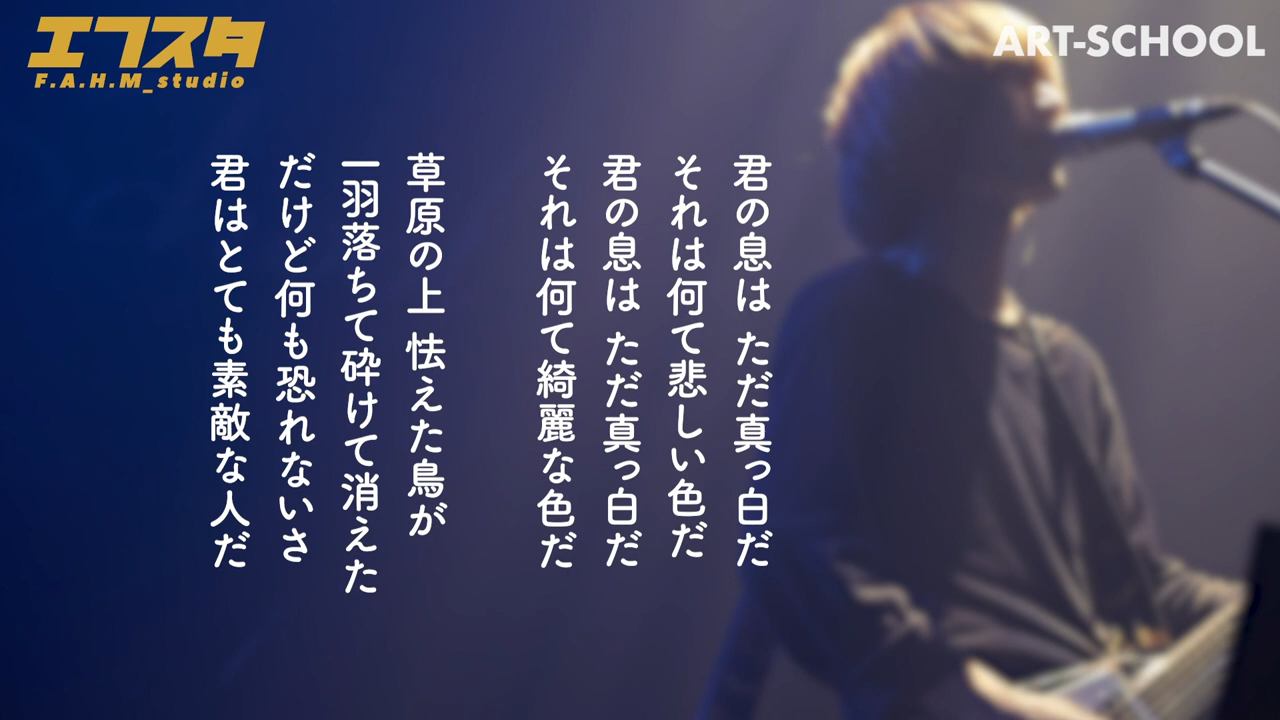 エフスタ
F.A.H.M_studio
ART-SCHOOL
君の息は ただ真っ白だ
それは何て悲しい色だ
君の息は ただ真っ白だ
それは何て綺麗な色だ
草原の上 怯えた鳥が
一羽落ちて砕けて消えた
だけど何も恐れないさ
君はとても素敵な人だ